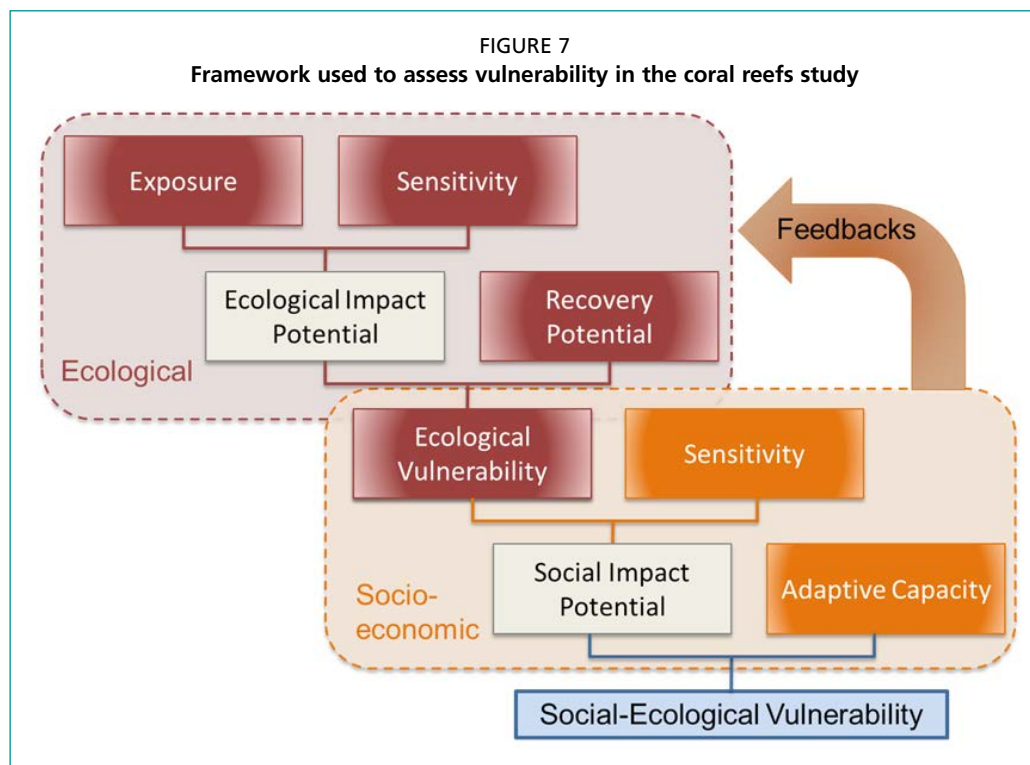 FIGURE 7
Framework used to assess vulnerability in the coral reefs study
Exposure
Sensitivity
Feedbacks
Ecological Impact
Potential
Recovery
Potential
Ecological
Ecological
Vulnerability
Sensitivity
Social Impact
Potential
Adaptive Capacity
Socio-
economic
Social-Ecological Vulnerability